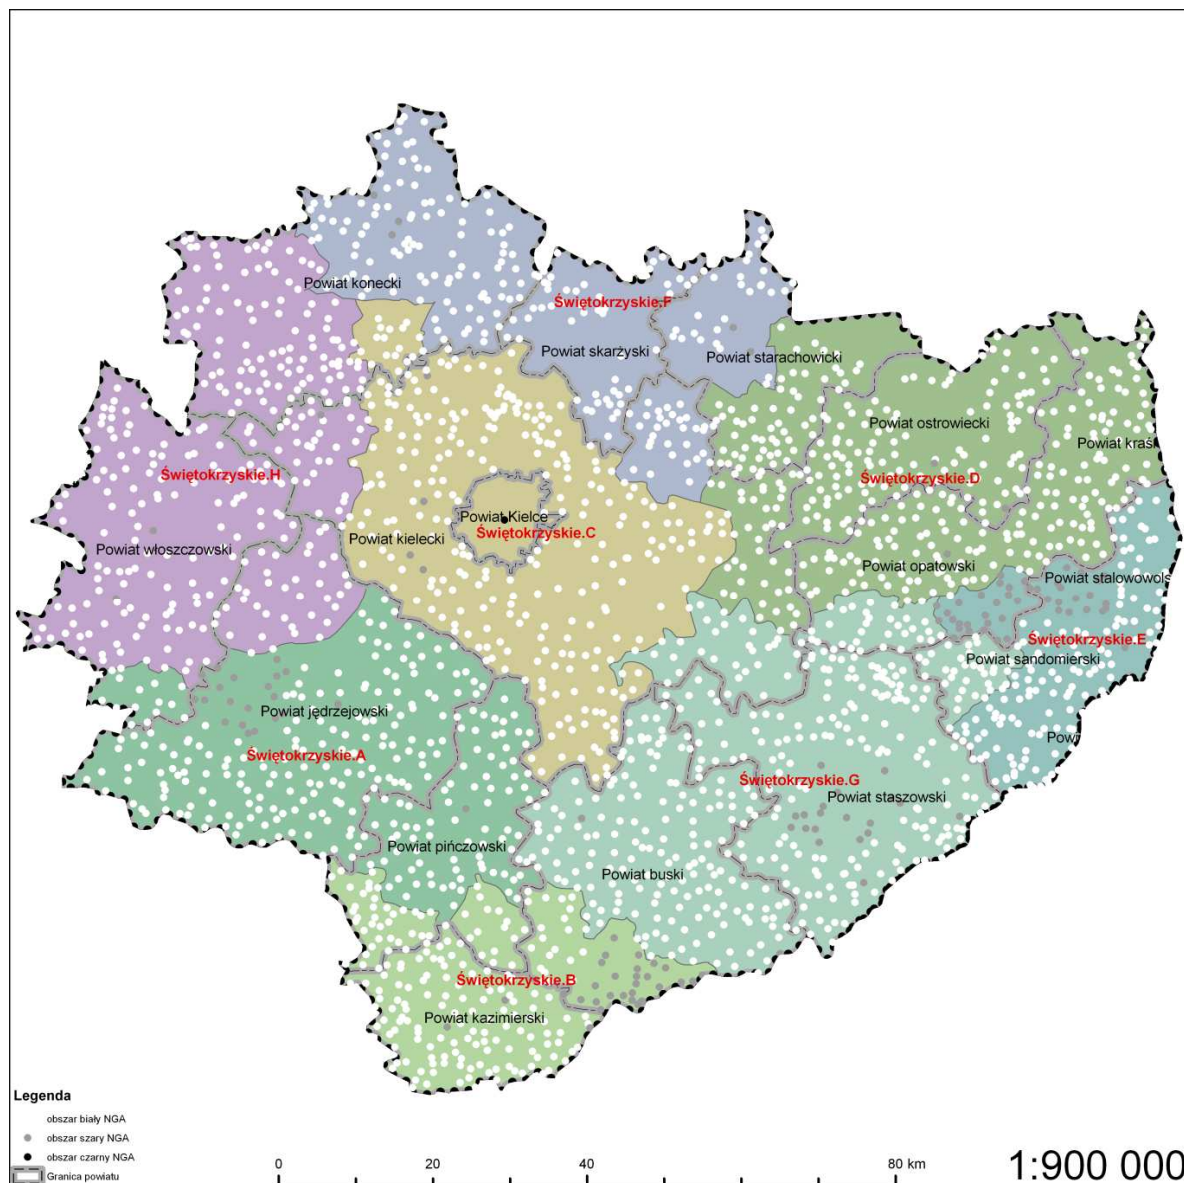 Powiat konecki
Świętokrzyskie.F
Powiat skarżyski
Powiat starachowicki
Powiat ostrowiecki
Powiat kraś
Świętokrzyskie.H
Świętokrzyskie.D
Powiat Kielce
Świętokrzyskie.C
Powiat kielecki
Powiat włoszczowski
Powiat opatowski
Powiat stalowowols
Świętokrzyskie.E
Powiat sandomierski
Powiat jędrzejowski
Powi
Świętokrzyskie.A
Świętokrzyskie.G
Powiat staszowski
Powiat pińczowski
Powiat buski
Świętokrzyskie.B
Powiat kazimierski
Legenda
obszar biały NGA
obszar szary NGA
obszar czarny NGA
Granica powiatu
0 20 40 80 km
1:900 000